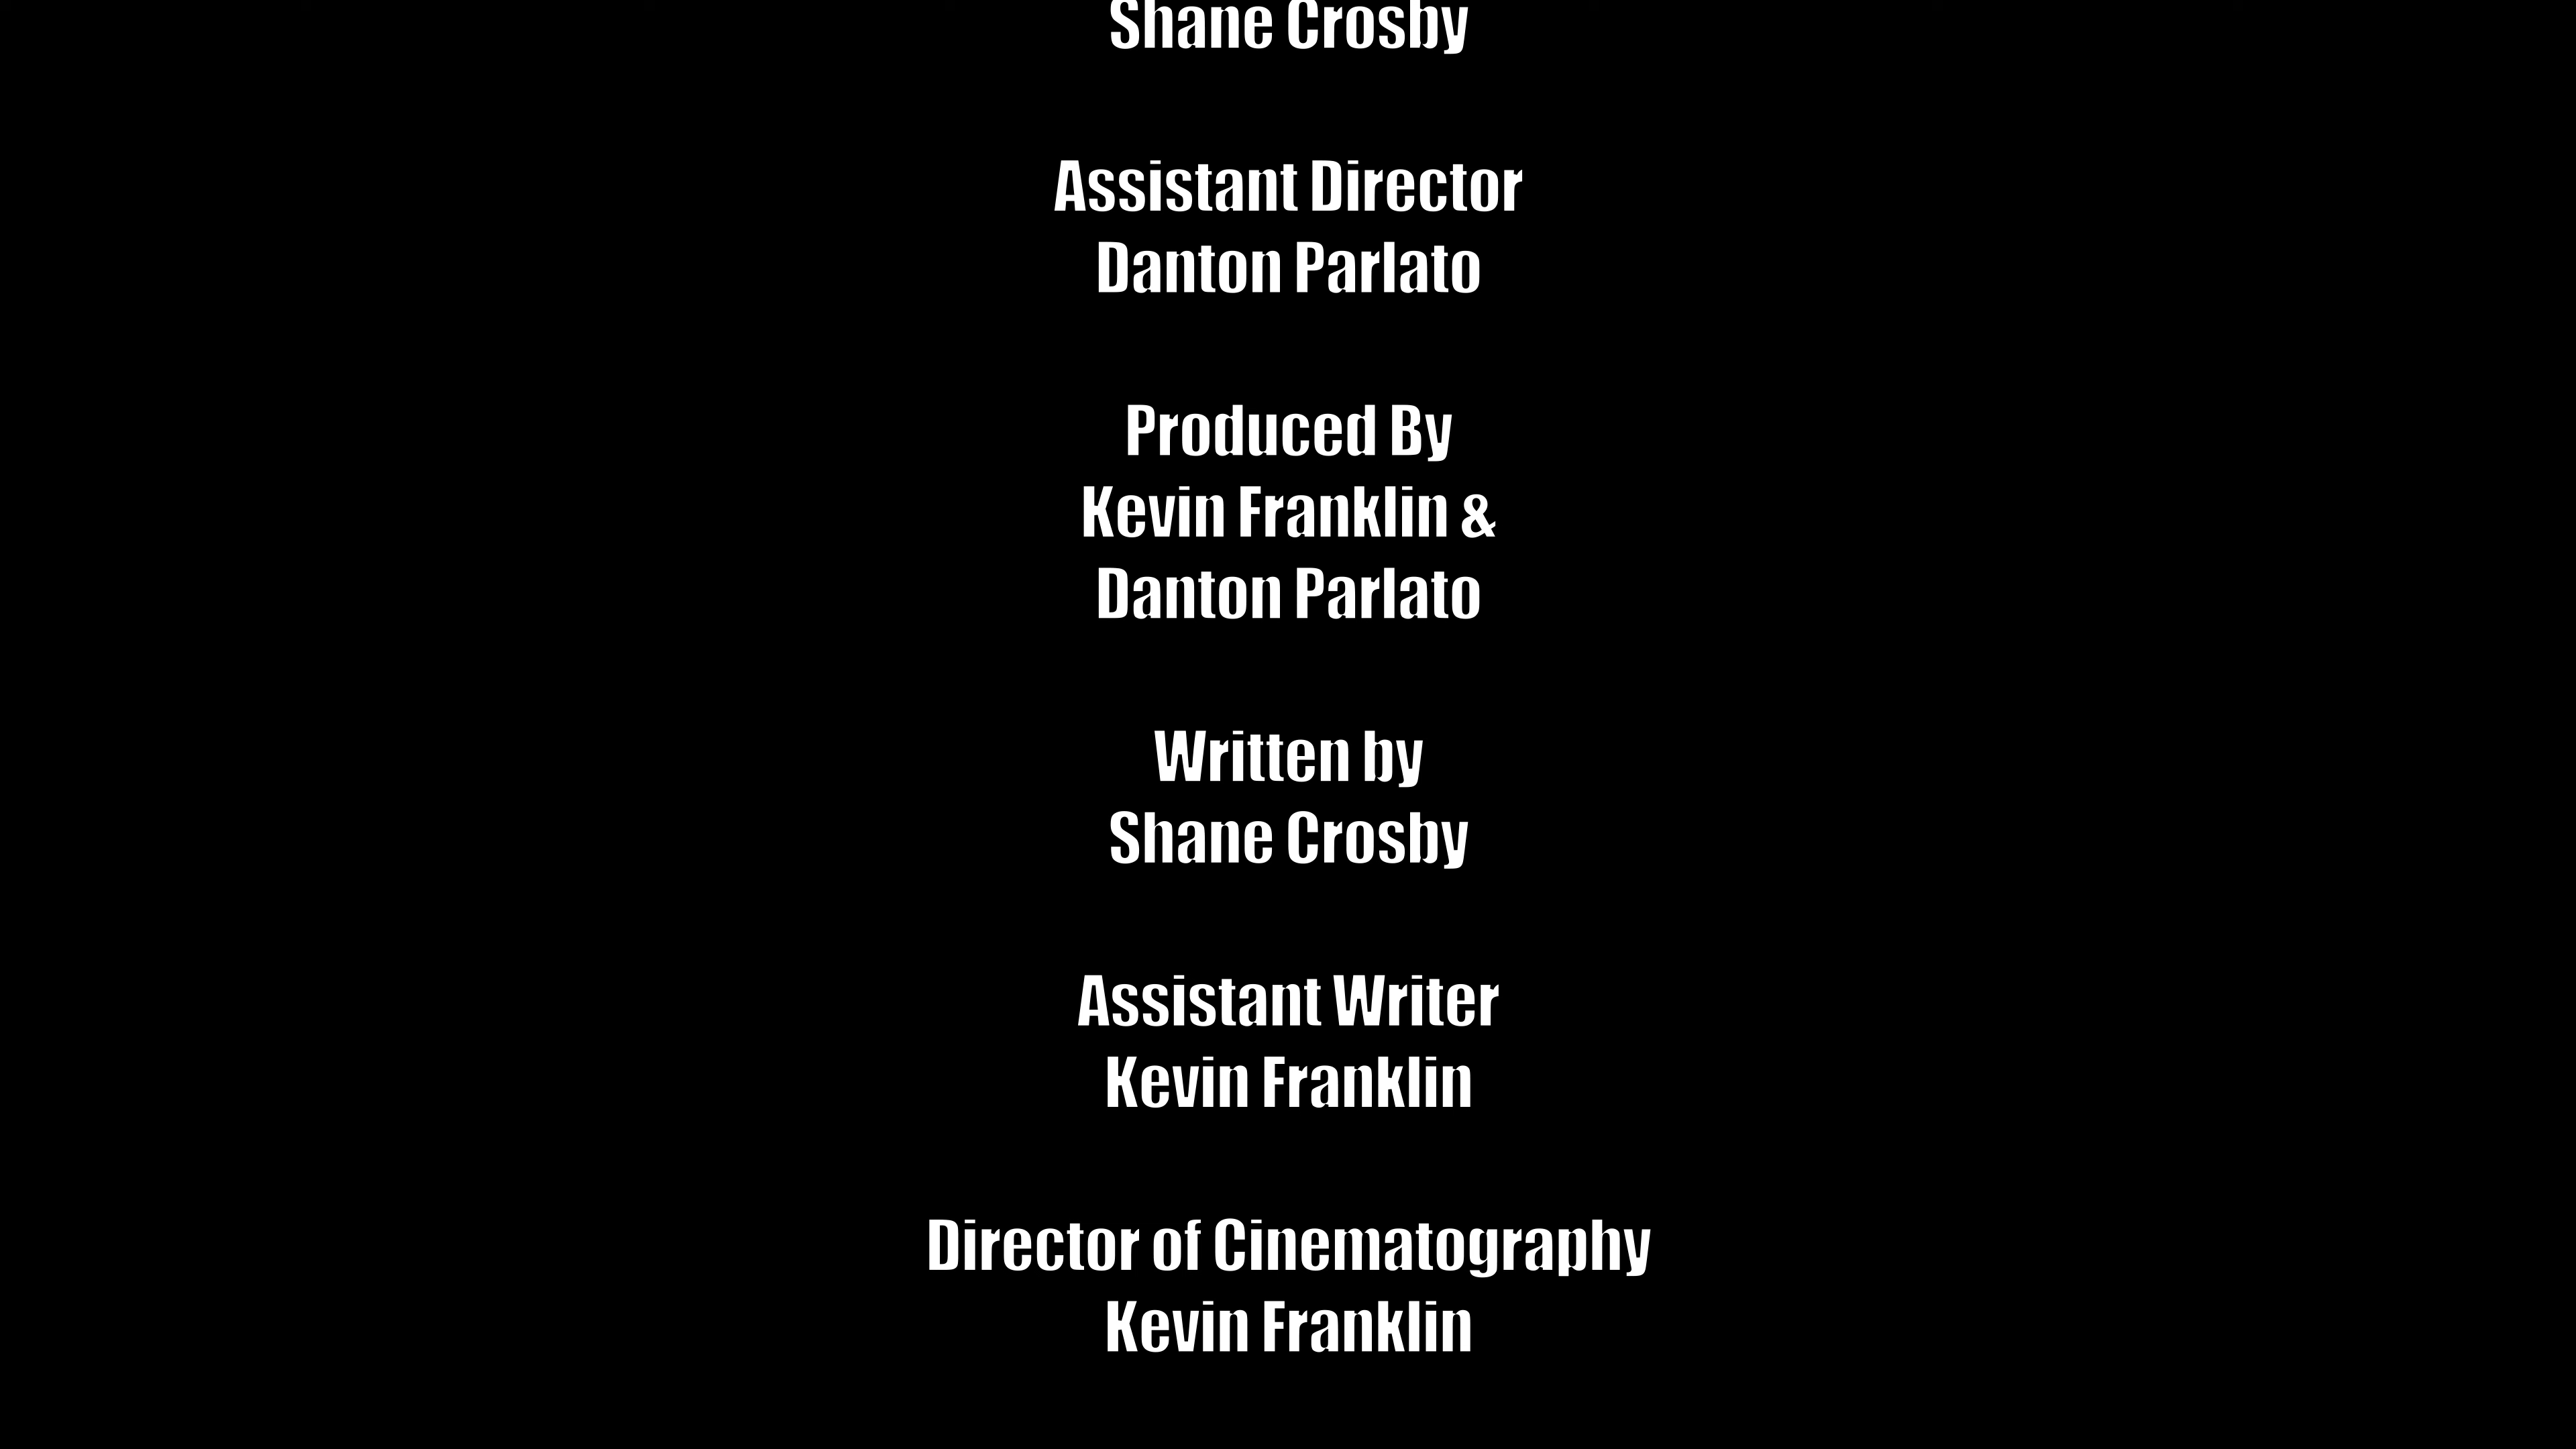 Shane Crosby
Assistant Director
Danton Parlato
Produced By
Kevin Franklin &
Danton Parlato
Written by
Shane Crosby
Assistant Writer
Kevin Franklin
Director of Cinematography
Kevin Franklin